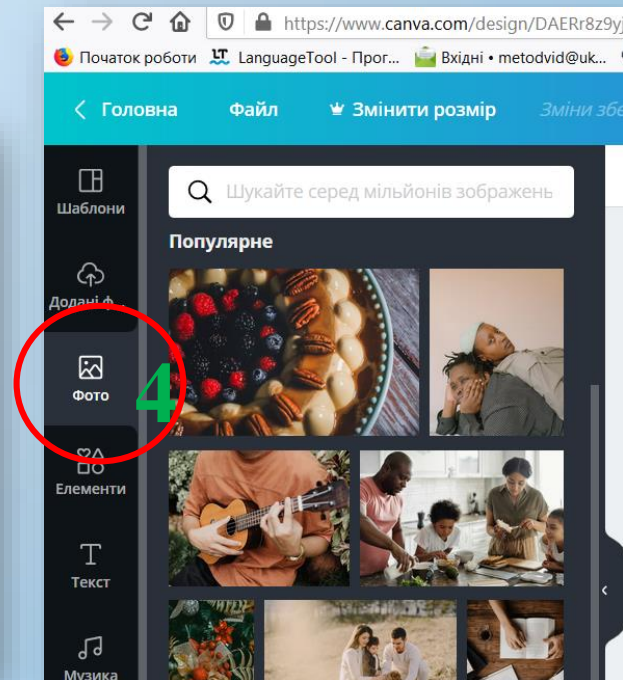 https://www.canva.com/design/DAERr8z9yj
Початок роботи LanguageTool - Прог... Вхідні • metodvid@uk...
Головна Файл Змінити розмір Зміни збе
Шукайте серед мільйонів зображень
Популярне
Шаблони
Додані ф...
Фото
4
Елементи
Текст
Музика